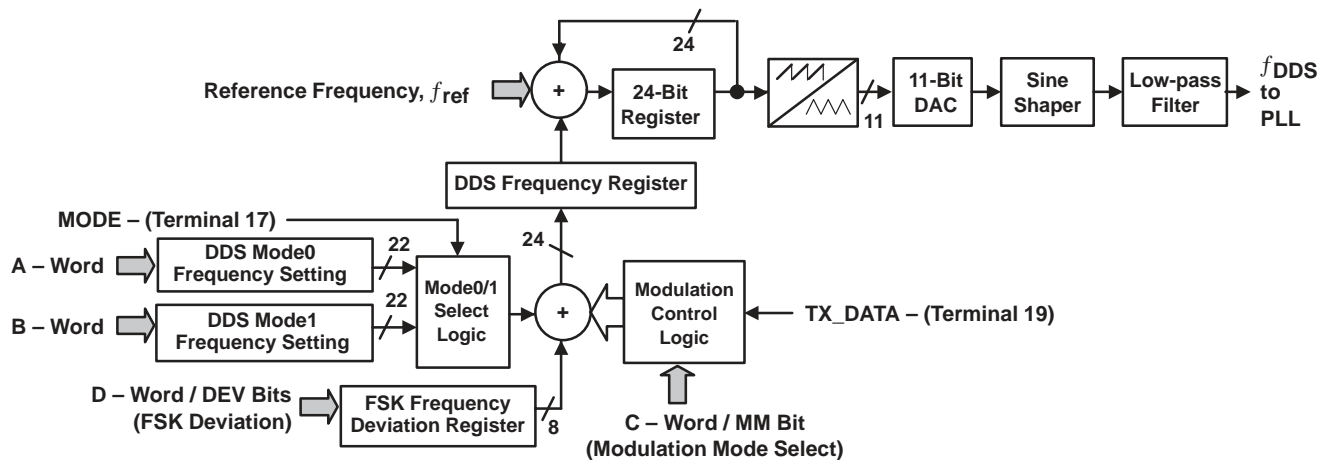 24
Reference Frequency, fref
+
24-Bit
Register
11
11-Bit
DAC
Sine
Shaper
Low-pass
Filter
fDDS
to
PLL
DDS Frequency Register
MODE – (Terminal 17)
24
A – Word
DDS Mode0
Frequency Setting
22
B – Word
DDS Mode1
Frequency Setting
22
Mode0/1
Select
Logic
+
Modulation
Control
Logic
TX_DATA – (Terminal 19)
D – Word / DEV Bits
(FSK Deviation)
FSK Frequency
Deviation Register
8
C – Word / MM Bit
(Modulation Mode Select)